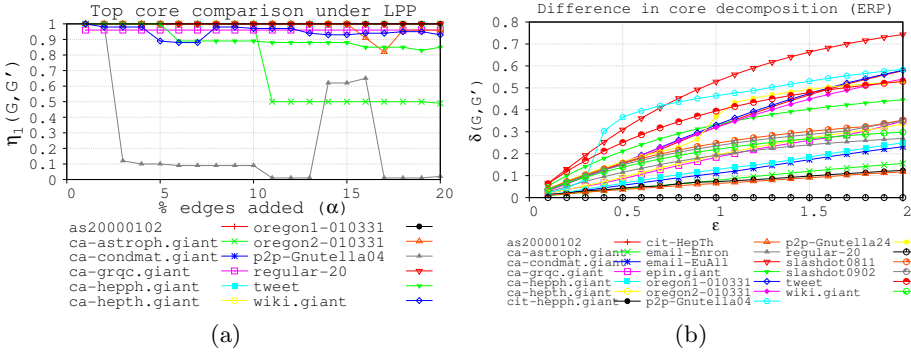 Top core comparison under LPP
η1(G,G')
1
0.9
0.8
0.7
0.6
0.5
0.4
0.3
0.2
0.1
0
0 5 10 15 20
% edges added (α)
as20000102
ca-astroph.giant
ca-condmat.giant
ca-grqc.giant
ca-hepph.giant
ca-hepth.giant
oregon1-010331
oregon2-010331
p2p-Gnutella04
regular-20
tweet
wiki.giant
(a)
Difference in core decomposition (ERP)
δ(G,G')
0.8
0.7
0.6
0.5
0.4
0.3
0.2
0.1
0
0 0.5 1 1.5 2
ε
as20000102
ca-astroph.giant
ca-condmat.giant
ca-grqc.giant
ca-hepph.giant
ca-hepth.giant
cit-hepph.giant
cit-HepTh
email-Enron
email-EuAll
epin.giant
oregon1-010331
oregon2-010331
p2p-Gnutella04
p2p-Gnutella24
regular-20
slashdot0811
slashdot0902
tweet
wiki.giant
(b)